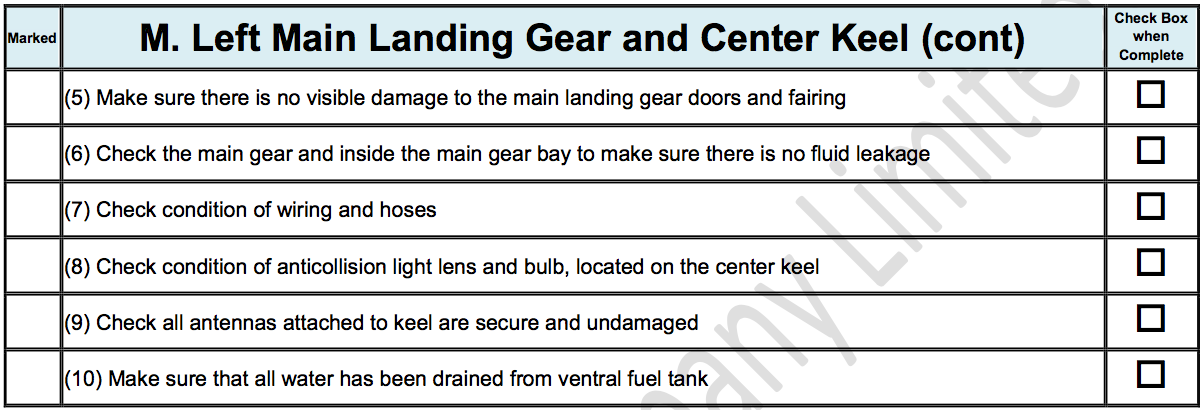 Marked
M. Left Main Landing Gear and Center Keel (cont)
Check Box
when
Complete
(5) Make sure there is no visible damage to the main landing gear doors and fairing
(6) Check the main gear and inside the main gear bay to make sure there is no fluid leakage
(7) Check condition of wiring and hoses
(8) Check condition of anticollision light lens and bulb, located on the center keel
(9) Check all antennas attached to keel are secure and undamaged
(10) Make sure that all water has been drained from ventral fuel tank